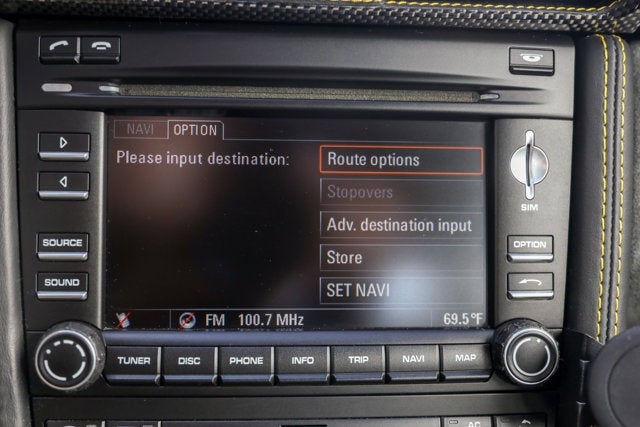 NAVI OPTION
Please input destination:
Route options
Stopovers
Adv. destination input
Store
SET NAVI
FM 100.7 MHz 69.5°F
SOURCE
SOUND
SIM
OPTION
TUNER DISC PHONE INFO TRIP NAVI MAP
AC